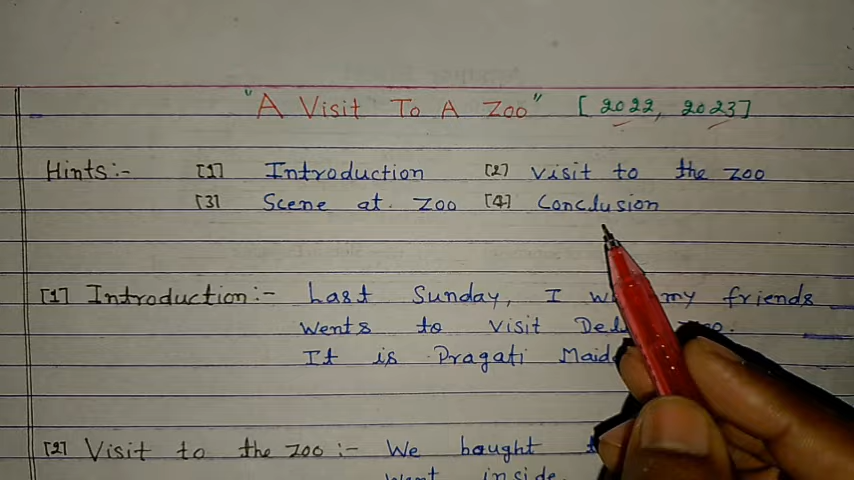 "A Visit To A Zoo" [2022, 2023]
Hints:- [1] Introduction [2] visit to the zoo
[3] Scene at. Zoo [4] Conclusion
[1] Introduction:- Last Sunday, I my friends
wents to visit
It is Pragati
[2] Visit to the zoo :- We bought
inside.